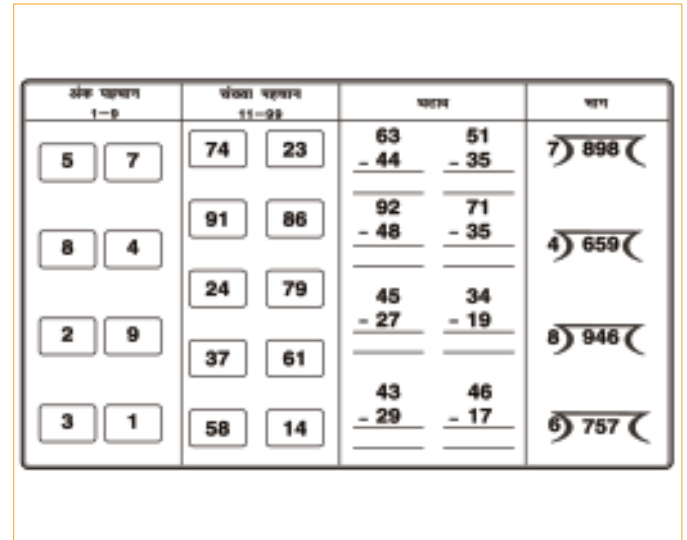 अंक पहचान
1–9
संख्या पहचान
11–99
घटाव
भाग
5 7
8 4
2 9
3 1
74 23
91 86
24 79
37 61
58 14
63 51
- 44 - 35
92 71
- 48 - 35
45 34
- 27 - 19
43 46
- 29 - 17
7) 898 (
4) 659 (
8) 946 (
6) 757 (